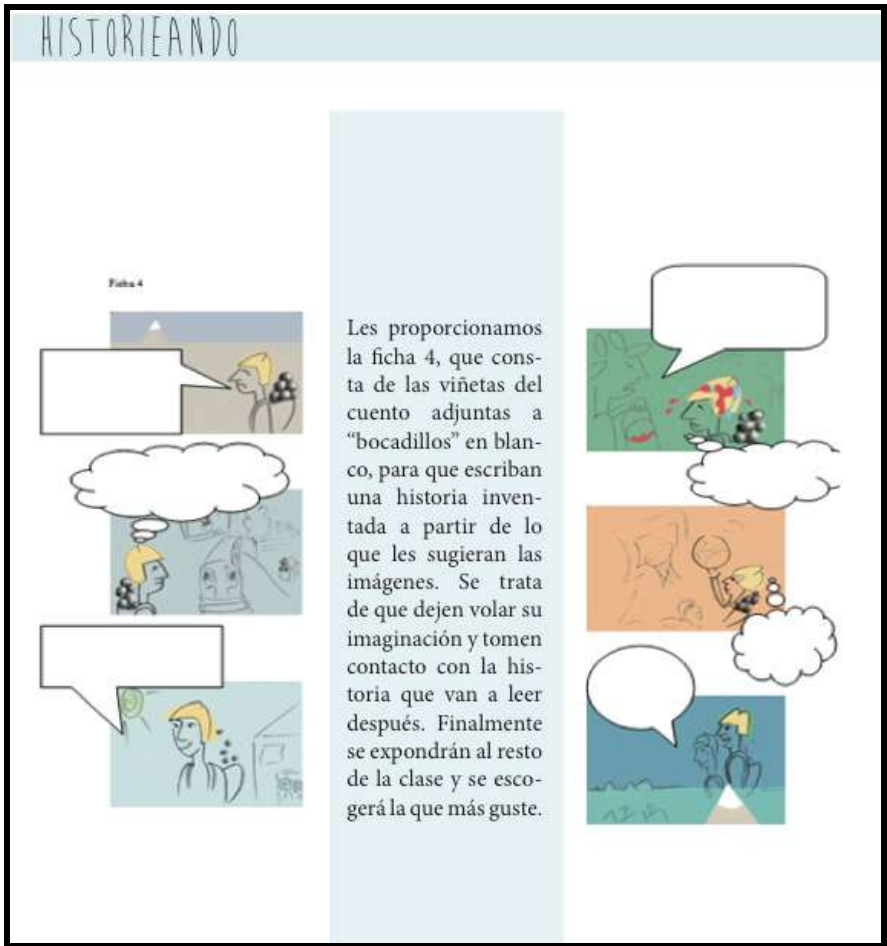 HISTORIEANDO
Ficha 4
Les proporcionamos
la ficha 4, que cons-
ta de las viñetas del
cuento adjuntas a
“bocadillos” en blan-
co, para que escriban
una historia inven-
tada a partir de lo
que les sugieran las
imágenes. Se trata
de que dejen volar su
imaginación y tomen
contacto con la his-
toria que van a leer
después. Finalmente
se expondrán al resto
de la clase y se esco-
gerá la que más guste.